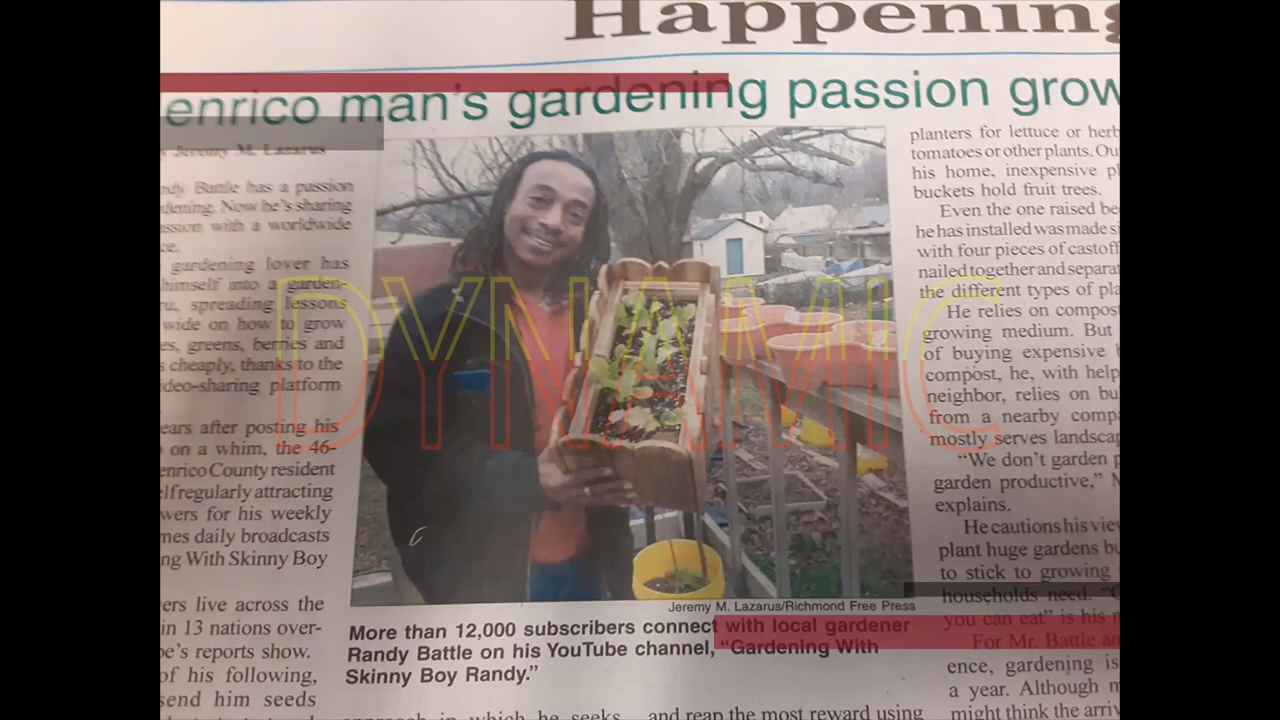 Happening
enrico man's gardening passion grow
Jeremy M. Lazarus
ndy Battle has a passion
dening. Now he's sharing
ssion with a worldwide
ce.
gardening lover has
himself into a garden-
ru, spreading lessons
wide on how to grow
es, greens, berries and
s cheaply, thanks to the
deo-sharing platform
ears after posting his
on a whim, the 46-
enrico County resident
lf regularly attracting
wers for his weekly
mes daily broadcasts
ng With Skinny Boy
ers live across the
in 13 nations over-
be's reports show.
of his following,
send him seeds
DYNAMIC
Jeremy M. Lazarus/Richmond Free Press
More than 12,000 subscribers connect with local gardener
Randy Battle on his YouTube channel, “Gardening With
Skinny Boy Randy.”
approach in which he seeks
and reap the most reward using
planters for lettuce or herb
tomatoes or other plants. Ou
his home, inexpensive pl
buckets hold fruit trees.
Even the one raised be
he has installed was made si
with four pieces of castoff
nailed together and separat
the different types of pla
He relies on compost
growing medium. But
of buying expensive
compost, he, with help
neighbor, relies on bu
from a nearby comp
mostly serves landscap
“We don't garden p
garden productive,” M
explains.
He cautions his view
plant huge gardens bu
to stick to growing
households need. “G
you can eat” is his m
For Mr. Battle an
ence, gardening is
a year. Although m
might think the arriv